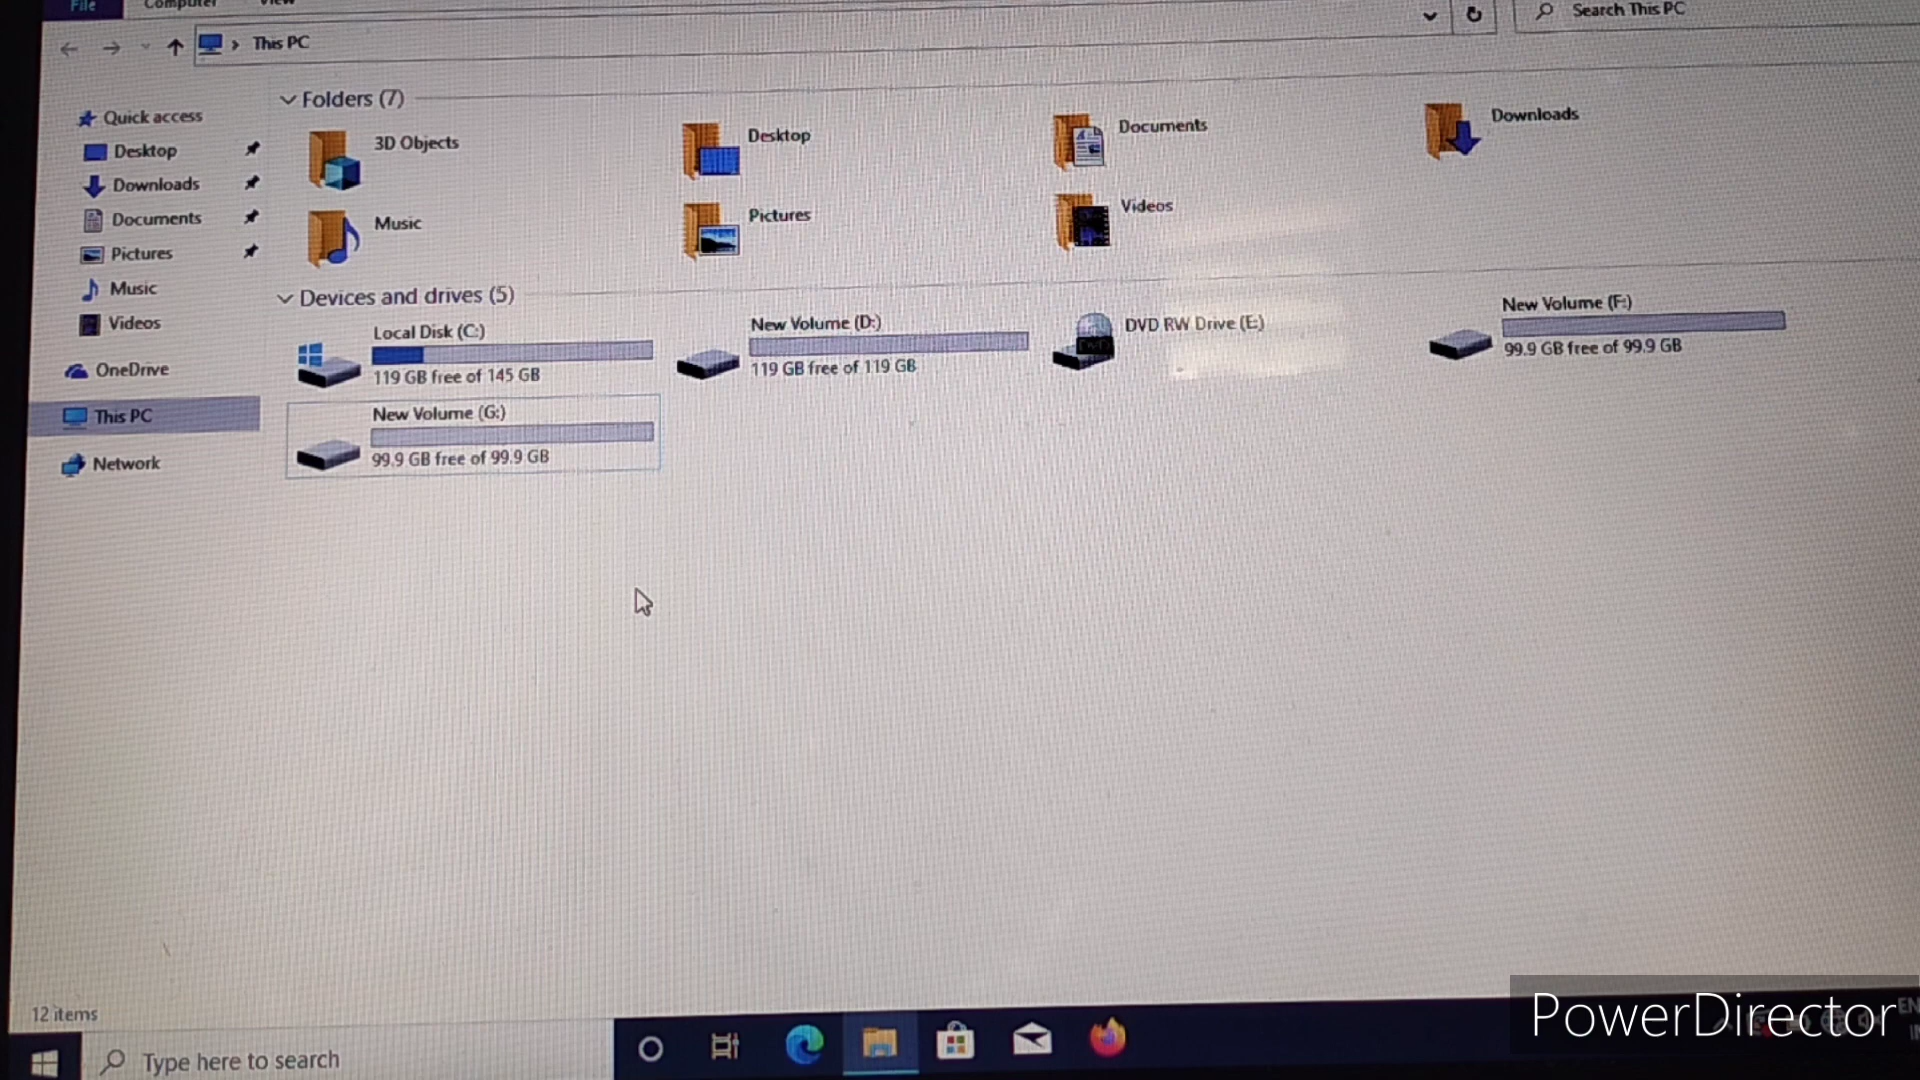 File Computer View
This PC
Search This PC
Quick access
Desktop
Downloads
Documents
Pictures
Music
Videos
OneDrive
This PC
Network
Folders (7)
3D Objects
Desktop
Documents
Downloads
Music
Pictures
Videos
Devices and drives (5)
Local Disk (C:)
119 GB free of 145 GB
New Volume (D:)
119 GB free of 119 GB
DVD RW Drive (E:)
DVD
New Volume (F:)
99.9 GB free of 99.9 GB
New Volume (G:)
99.9 GB free of 99.9 GB
12 items
Type here to search
PowerDirector